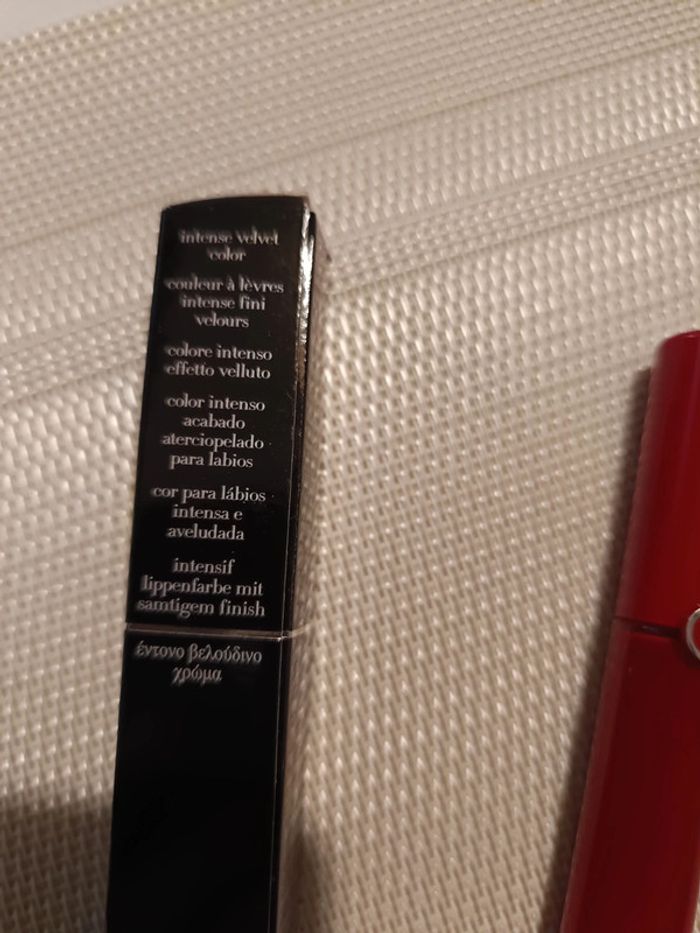 intense velvet
color
couleur à lèvres
intense fini
velours
colore intenso
effetto velluto
color intenso
acabado
aterciopelado
para labios
cor para lábios
intensa e
aveludada
intensif
lippenfarbe mit
samtigem finish
έντονο βελούδινο
χρώμα